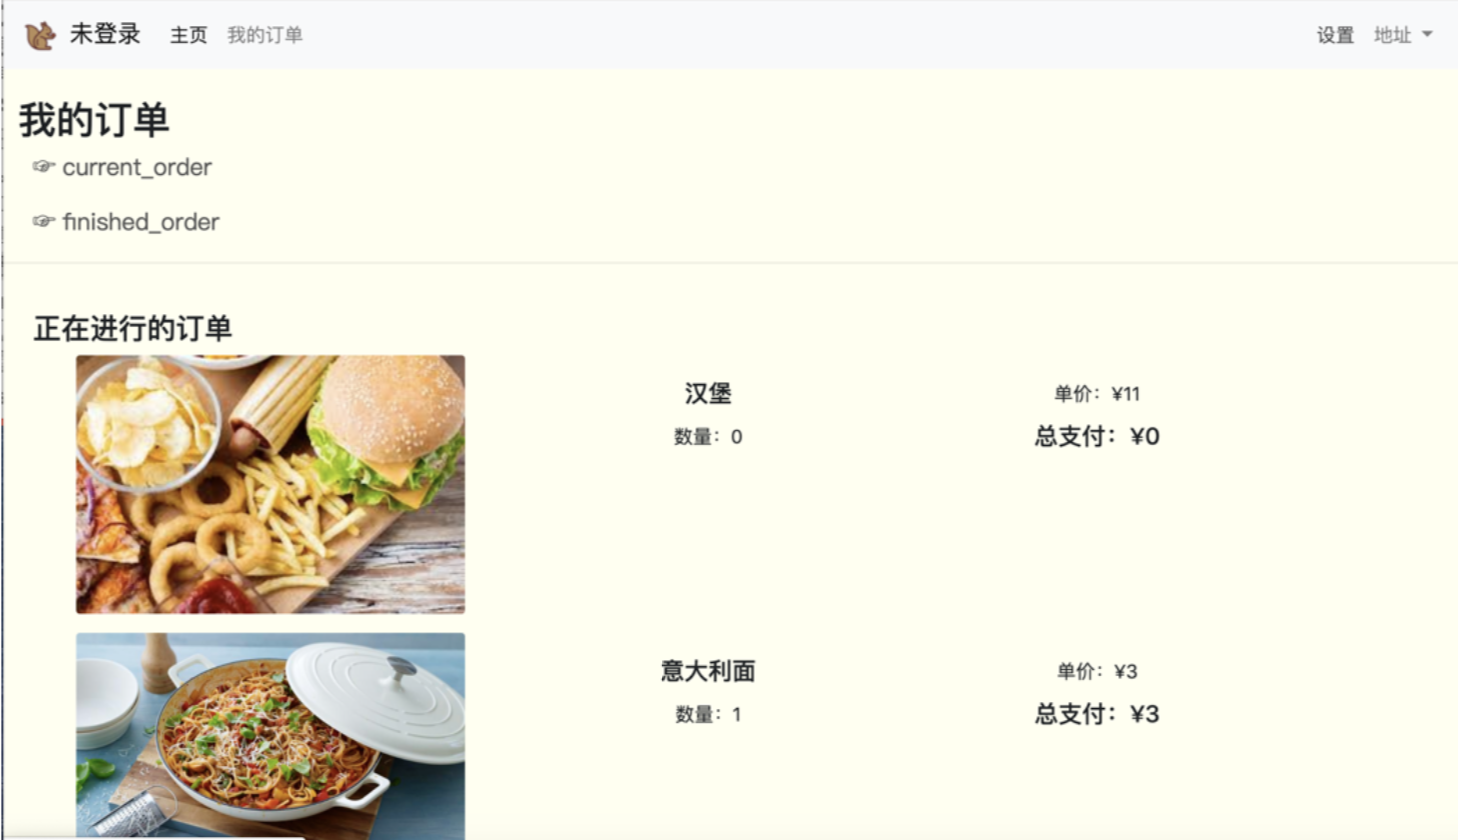 未登录 主页 我的订单 设置 地址
我的订单
☞ current_order
☞ finished_order
正在进行的订单
汉堡 单价：¥11
数量：0 总支付：¥0
意大利面 单价：¥3
数量：1 总支付：¥3